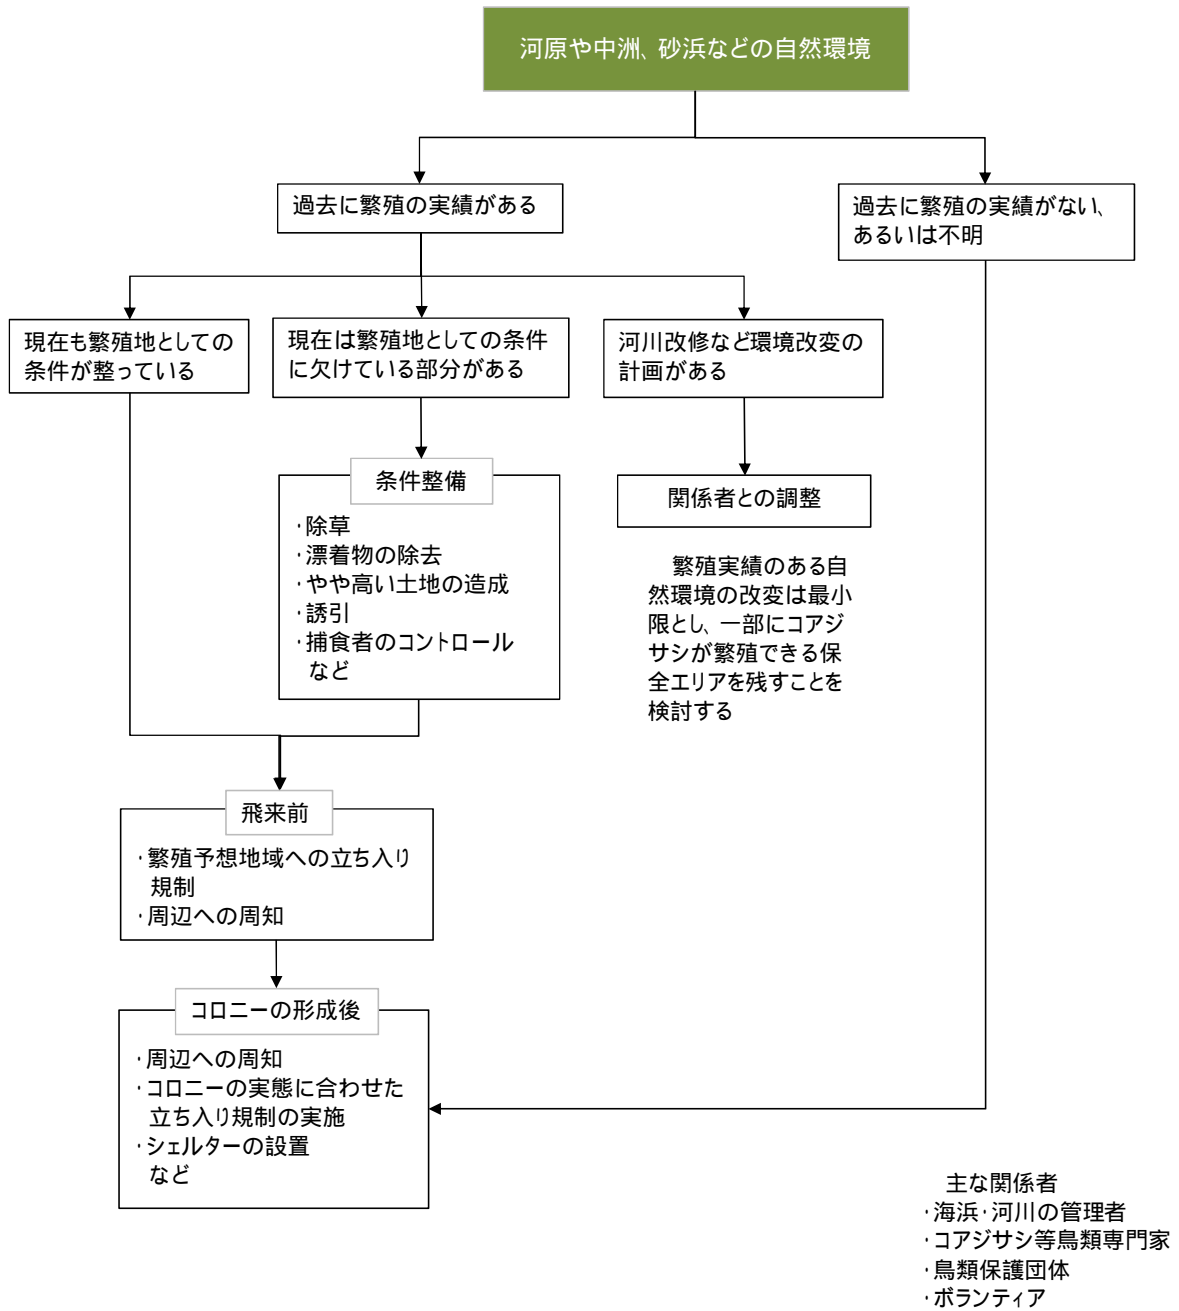 河原や中洲、砂浜などの自然環境
過去に繁殖の実績がある
過去に繁殖の実績がない、
あるいは不明
現在も繁殖地としての
条件が整っている
現在は繁殖地としての条件
に欠けている部分がある
河川改修など環境改変の
計画がある
条件整備
・除草
・漂着物の除去
・やや高い土地の造成
・誘引
・捕食者のコントロール
など
関係者との調整
繁殖実績のある自
然環境の改変は最小
限とし、一部にコアジ
サシが繁殖できる保
全エリアを残すことを
検討する
飛来前
・繁殖予想地域への立ち入り
規制
・周辺への周知
コロニーの形成後
・周辺への周知
・コロニーの実態に合わせた
立ち入り規制の実施
・シェルターの設置
など
主な関係者
・海浜・河川の管理者
・コアジサシ等鳥類専門家
・鳥類保護団体
・ボランティア